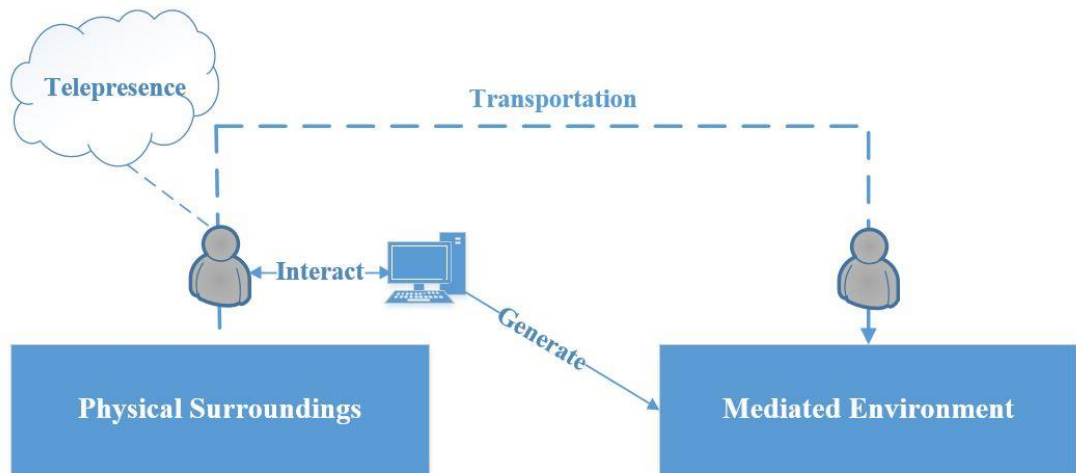 Telepresence
Transportation
Interact
Generate
Physical Surroundings
Mediated Environment